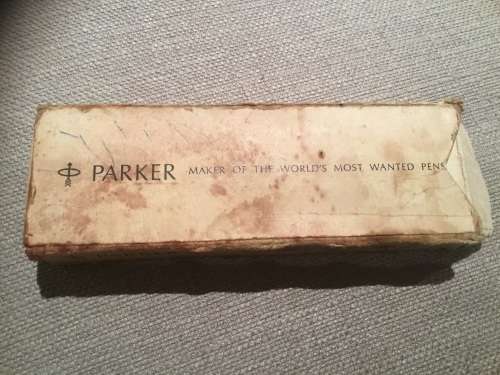 PARKER MAKER OF THE WORLD'S MOST WANTED PENS